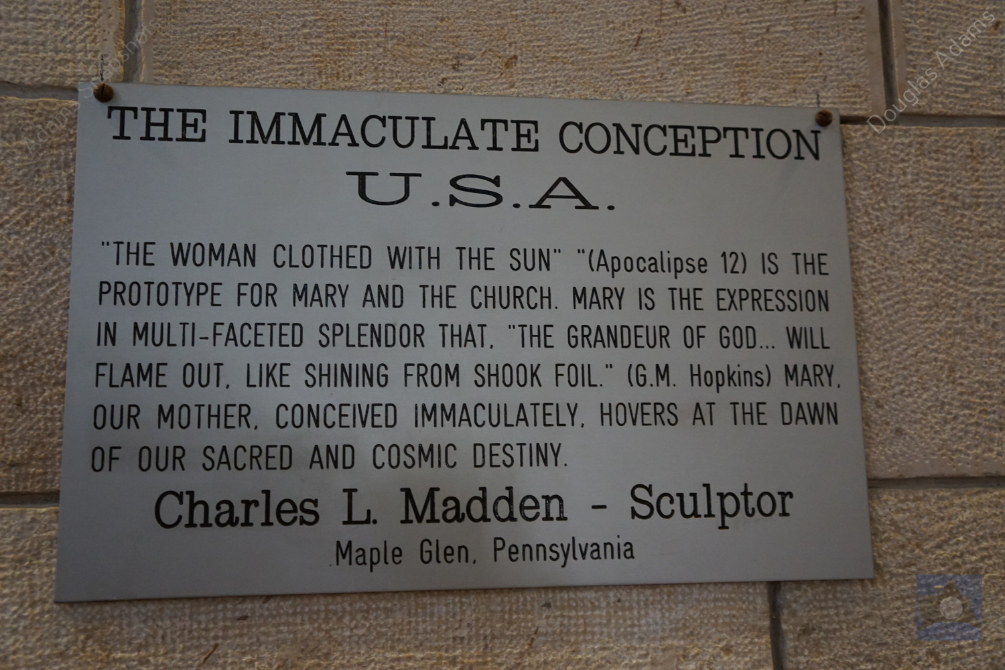 THE IMMACULATE CONCEPTION
U.S.A.
"THE WOMAN CLOTHED WITH THE SUN" "(Apocalipse 12) IS THE
PROTOTYPE FOR MARY AND THE CHURCH. MARY IS THE EXPRESSION
IN MULTI-FACETED SPLENDOR THAT, "THE GRANDEUR OF GOD... WILL
FLAME OUT, LIKE SHINING FROM SHOOK FOIL." (G.M. Hopkins) MARY,
OUR MOTHER, CONCEIVED IMMACULATELY, HOVERS AT THE DAWN
OF OUR SACRED AND COSMIC DESTINY.
Charles L. Madden - Sculptor
Maple Glen, Pennsylvania
Douglas Adams